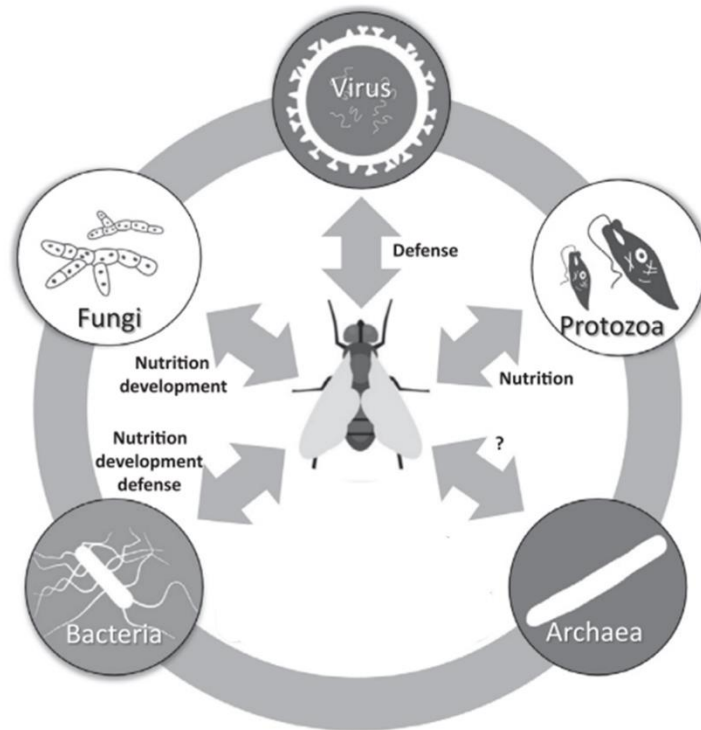 Virus
Defense
Fungi
Protozoa
Nutrition
development
Nutrition
Nutrition
development
defense
?
Bacteria
Archaea